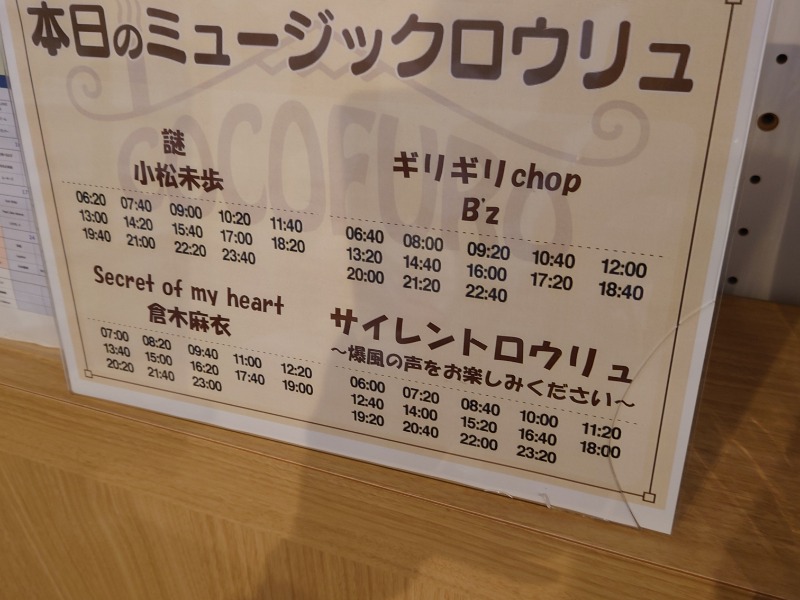 本日のミュージックロウリュ
COCOFURO
謎
小松未歩
06:20 07:40 09:00 10:20 11:40
13:00 14:20 15:40 17:00 18:20
19:40 21:00 22:20 23:40
ギリギリchop
B'z
06:40 08:00 09:20 10:40 12:00
13:20 14:40 16:00 17:20 18:40
20:00 21:20 22:40
Secret of my heart
倉木麻衣
07:00 08:20 09:40 11:00 12:20
13:40 15:00 16:20 17:40 19:00
20:20 21:40 23:00
サイレントロウリュ
～爆風の声をお楽しみください～
06:00 07:20 08:40 10:00 11:20
12:40 14:00 15:20 16:40 18:00
19:20 20:40 22:00 23:20